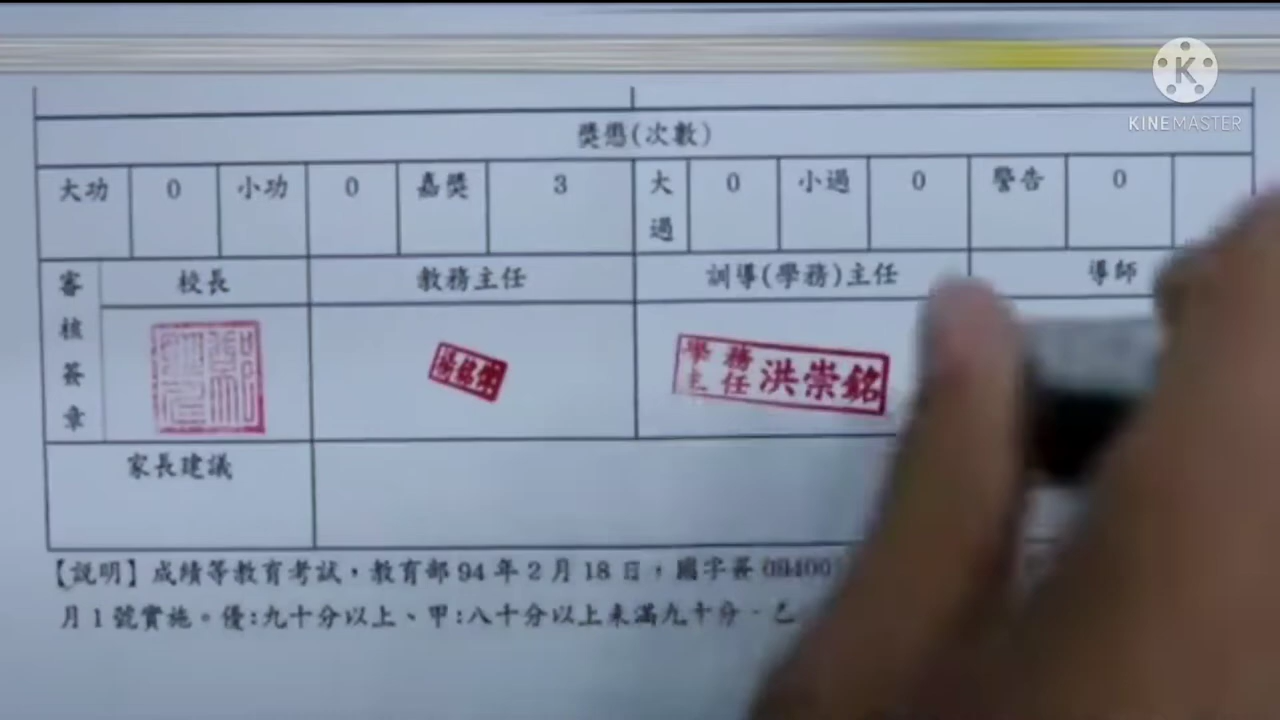 KINEMASTER
獎懲(次數)
大功 0 小功 0 嘉獎 3 大過 0 小過 0 警告 0
審核簽章 校長 教務主任 訓導(學務)主任 導師
學務主任 洪崇銘
家長建議
【說明】成績等教育考試，教育部94年2月18日，國字
月1號實施。優:九十分以上、甲:八十分以上未滿九十分